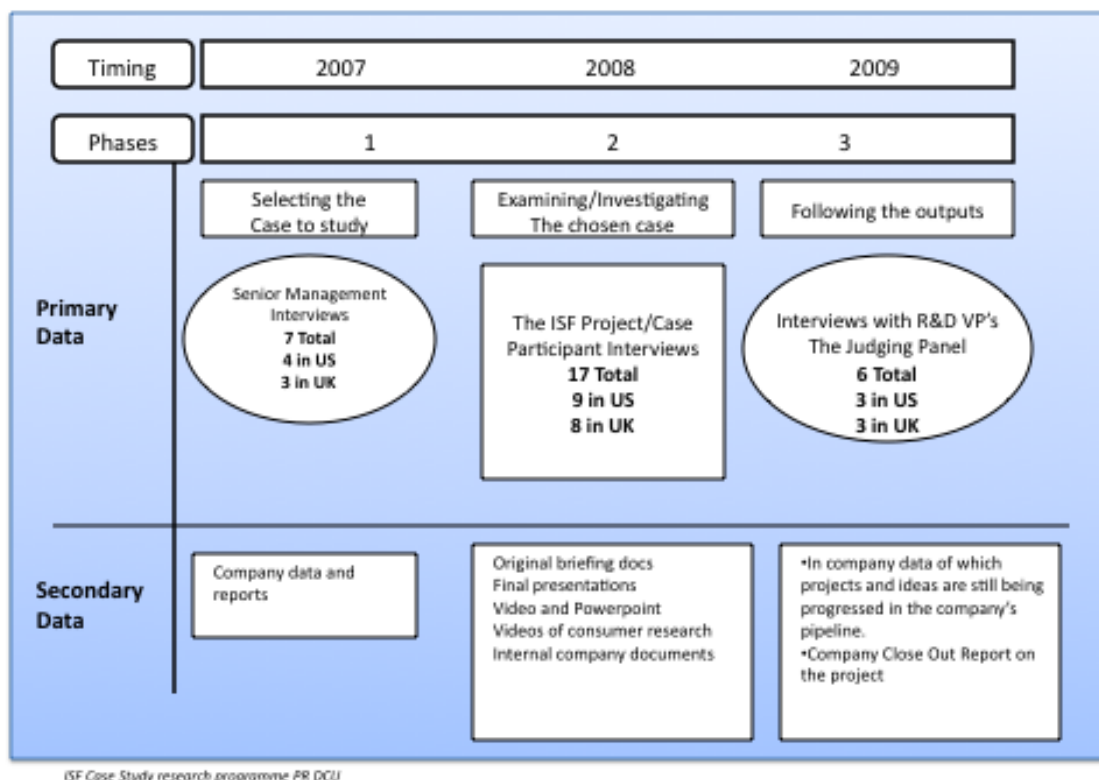 Timing
2007
2008
2009
Phases
1
2
3
Selecting the
Case to study
Examining/Investigating
The chosen case
Following the outputs
Primary
Data
Senior Management
Interviews
7 Total
4 in US
3 in UK
The ISF Project/Case
Participant Interviews
17 Total
9 in US
8 in UK
Interviews with R&D VP's
The Judging Panel
6 Total
3 in US
3 in UK
Secondary
Data
Company data and
reports
Original briefing docs
Final presentations
Video and Powerpoint
Videos of consumer research
Internal company documents
•In company data of which
projects and ideas are still being
progressed in the company's
pipeline.
•Company Close Out Report on
the project
ISF Case Study research programme PR DCU